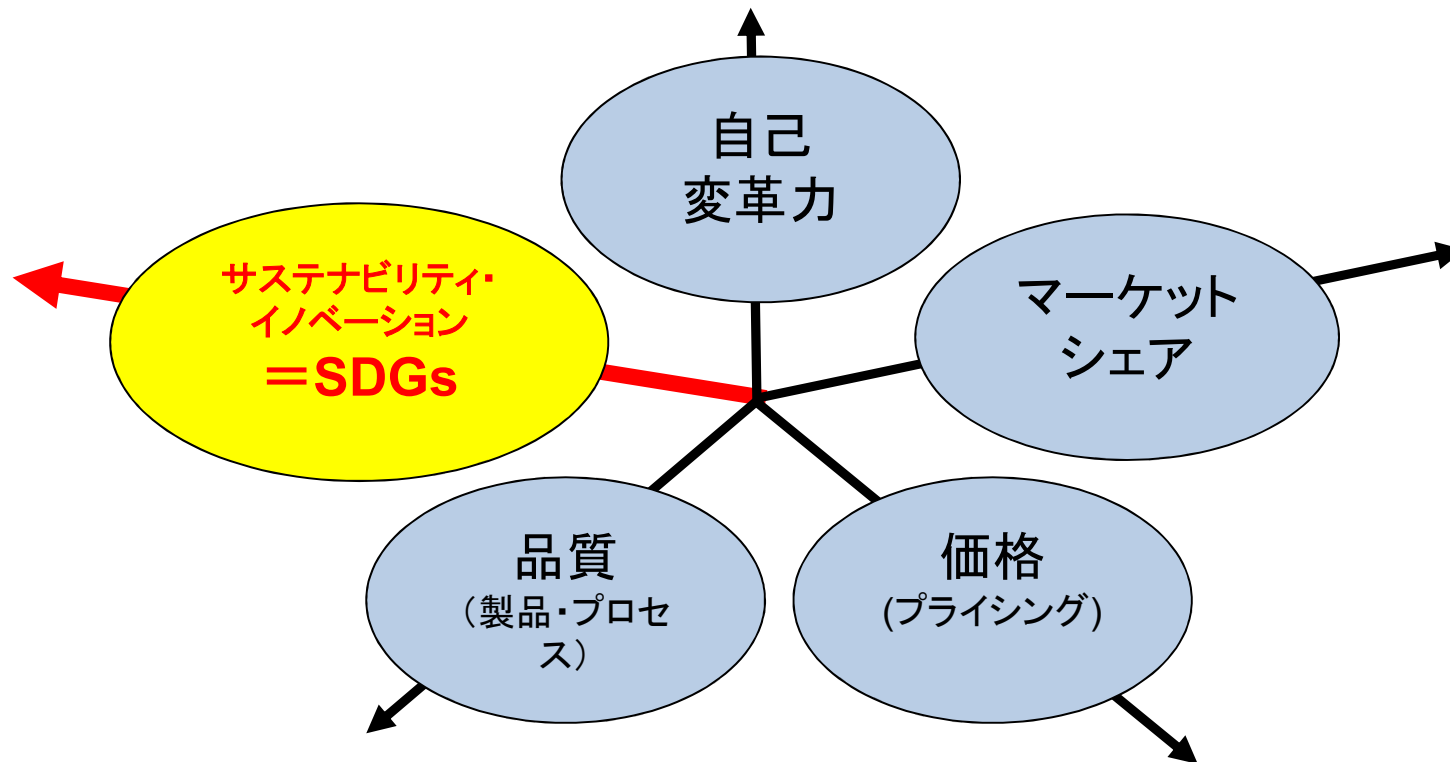 自己
変革力
サステナビリティ・
イノベーション
＝SDGs
マーケット
シェア
品質
（製品・プロセ
ス）
価格
(プライシング)